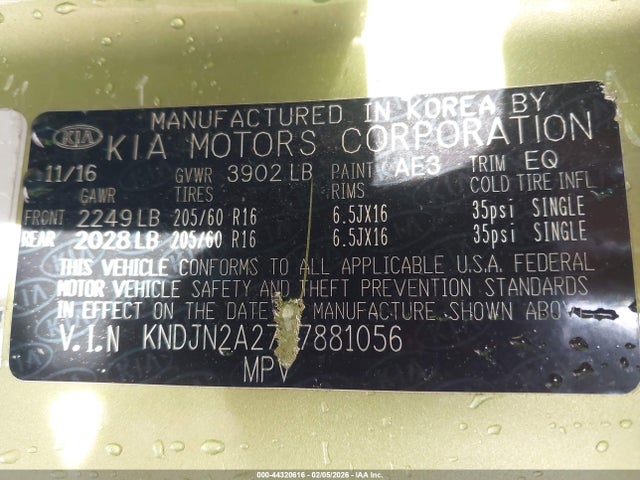 MANUFACTURED IN KOREA BY
KIA KIA MOTORS CORPORATION
11/16 GVWR 3902 LB PAINT AE3 TRIM EQ
GAWR TIRES RIMS COLD TIRE INFL
FRONT 2249 LB 205/60 R16 6.5JX16 35psi SINGLE
REAR 2028 LB 205/60 R16 6.5JX16 35psi SINGLE
THIS VEHICLE CONFORMS TO ALL APPLICABLE U.S.A. FEDERAL
MOTOR VEHICLE SAFETY AND THEFT PREVENTION STANDARDS
IN EFFECT ON THE DATE MANUFACTURE SHOWN
V.I.N
MPV
000-44320616 - 02/05/2026 - IAA Inc.